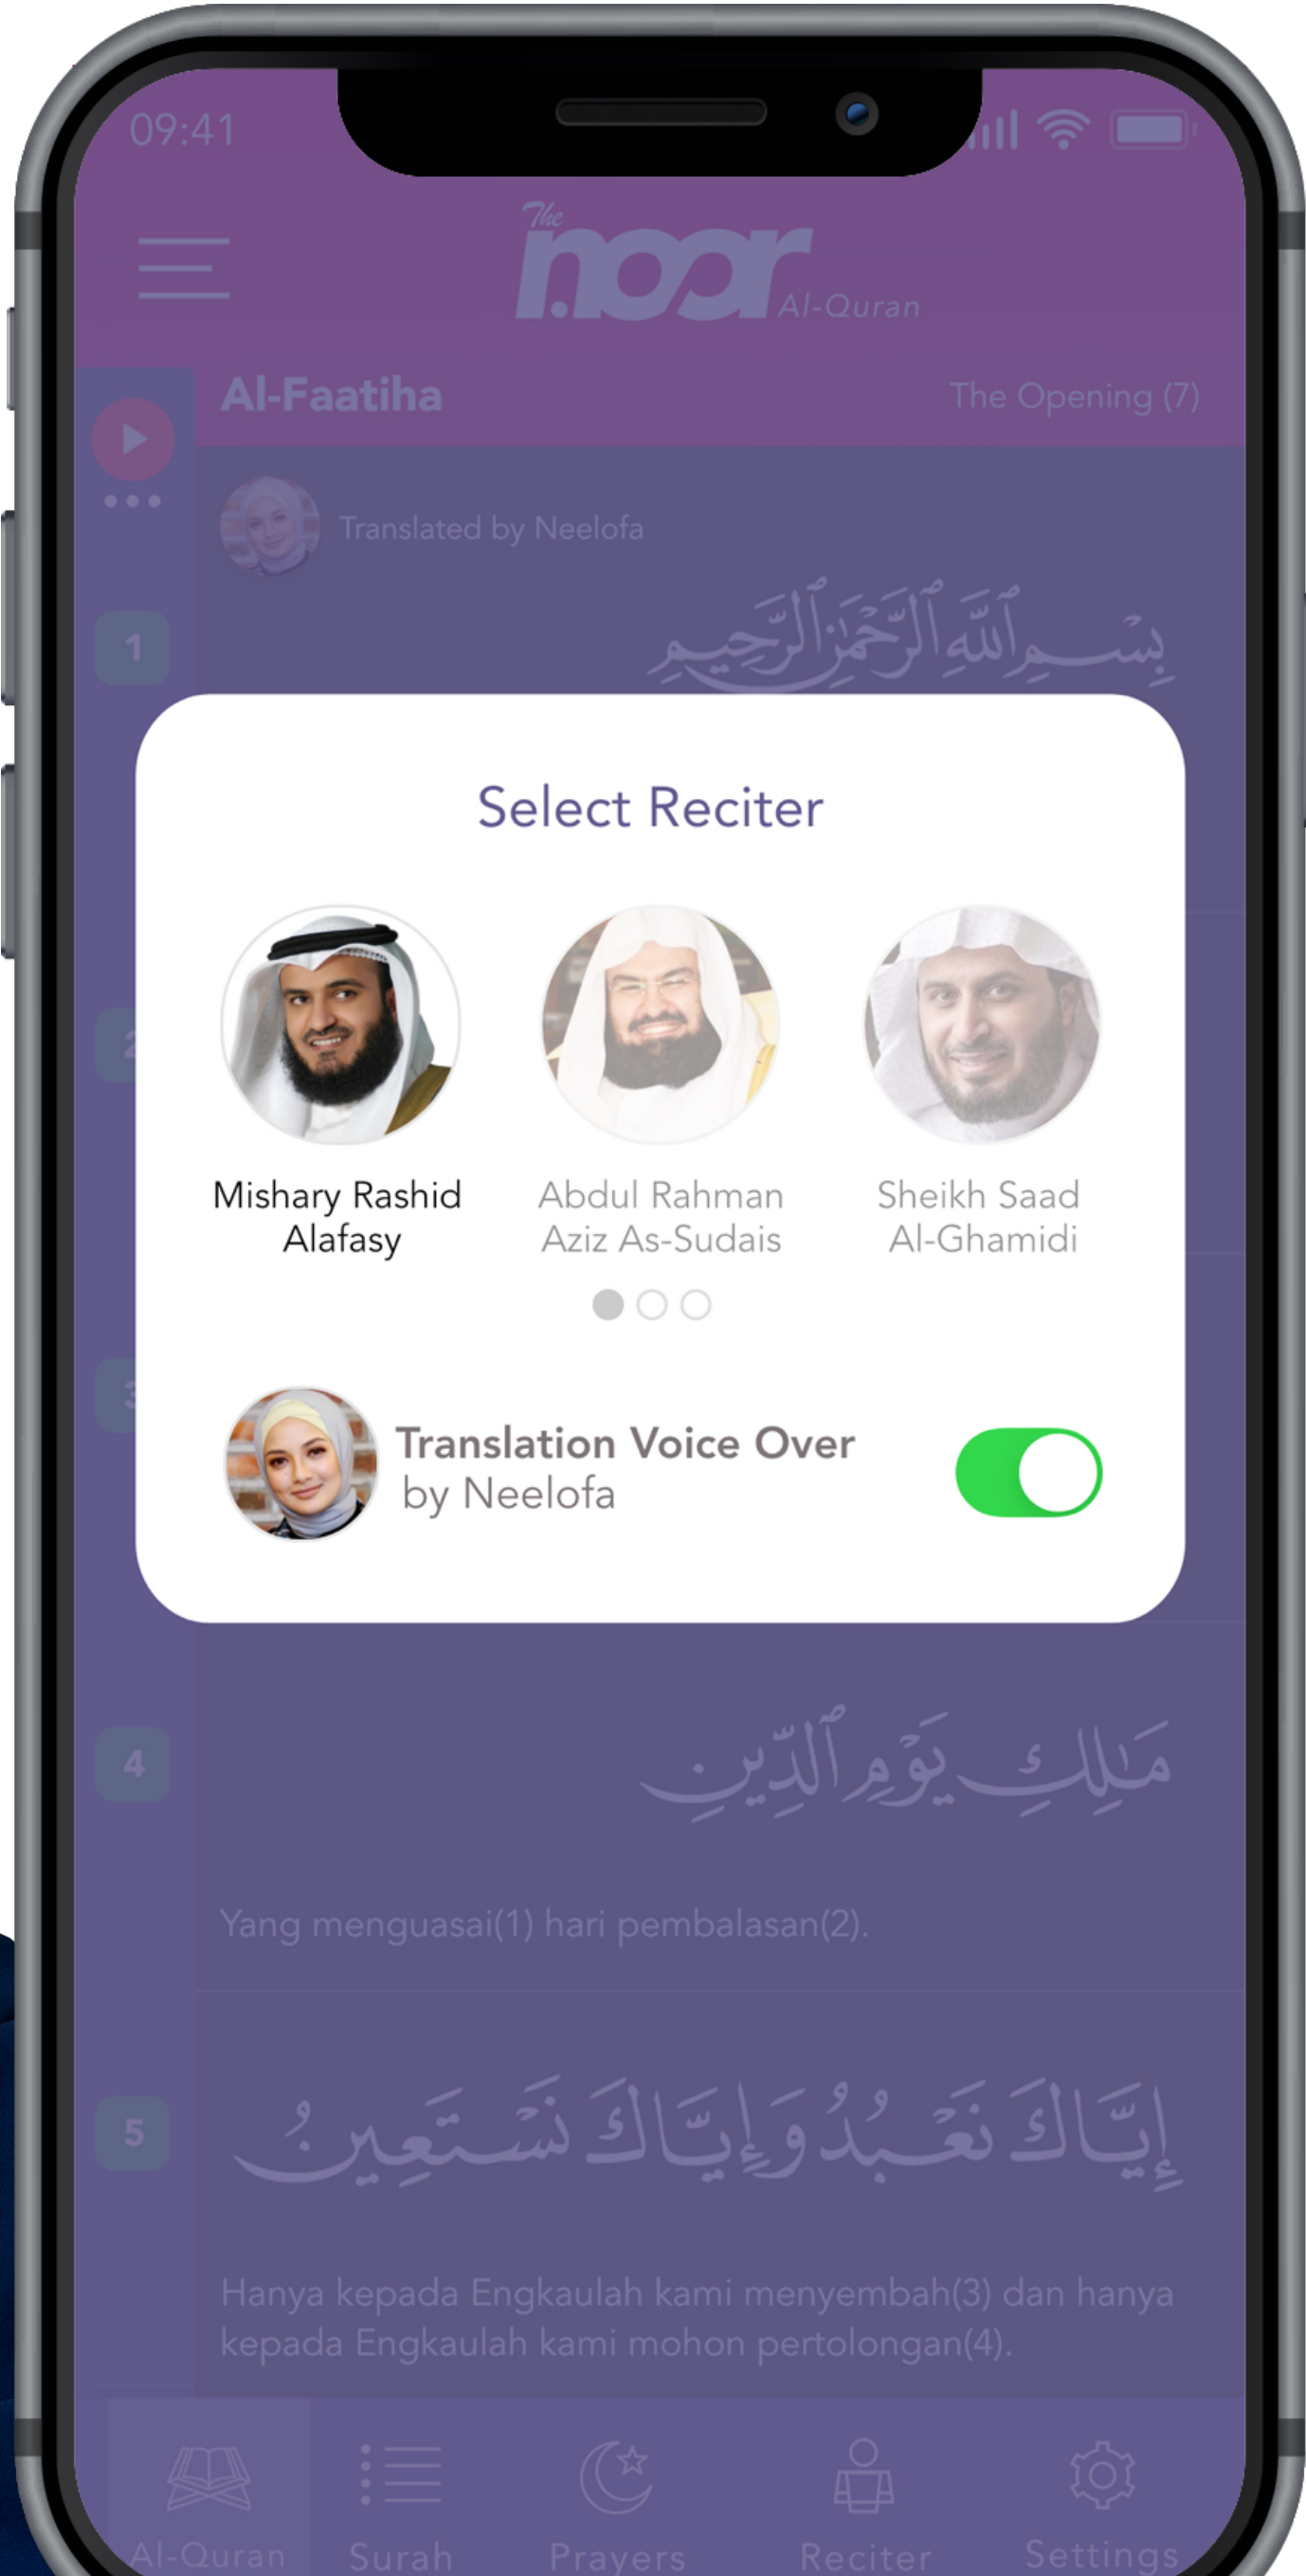 09:41
The noor Al-Quran
Al-Faatiha
The Opening (7)
Translated by Neelofa
1
بِسْمِ ٱللَّهِ ٱلرَّحْمَٰنِ ٱلرَّحِيمِ
Select Reciter
2
Mishary Rashid
Alafasy
Abdul Rahman
Aziz As-Sudais
Sheikh Saad
Al-Ghamidi
3
Translation Voice Over
by Neelofa
4
مَٰلِكِ يَوْمِ ٱلدِّينِ
Yang menguasai(1) hari pembalasan(2).
5
إِيَّاكَ نَعْبُدُ وَإِيَّاكَ نَسْتَعِينُ
Hanya kepada Engkaulah kami menyembah(3) dan hanya
kepada Engkaulah kami mohon pertolongan(4).
Al-Quran
Surah
Prayers
Reciter
Settings